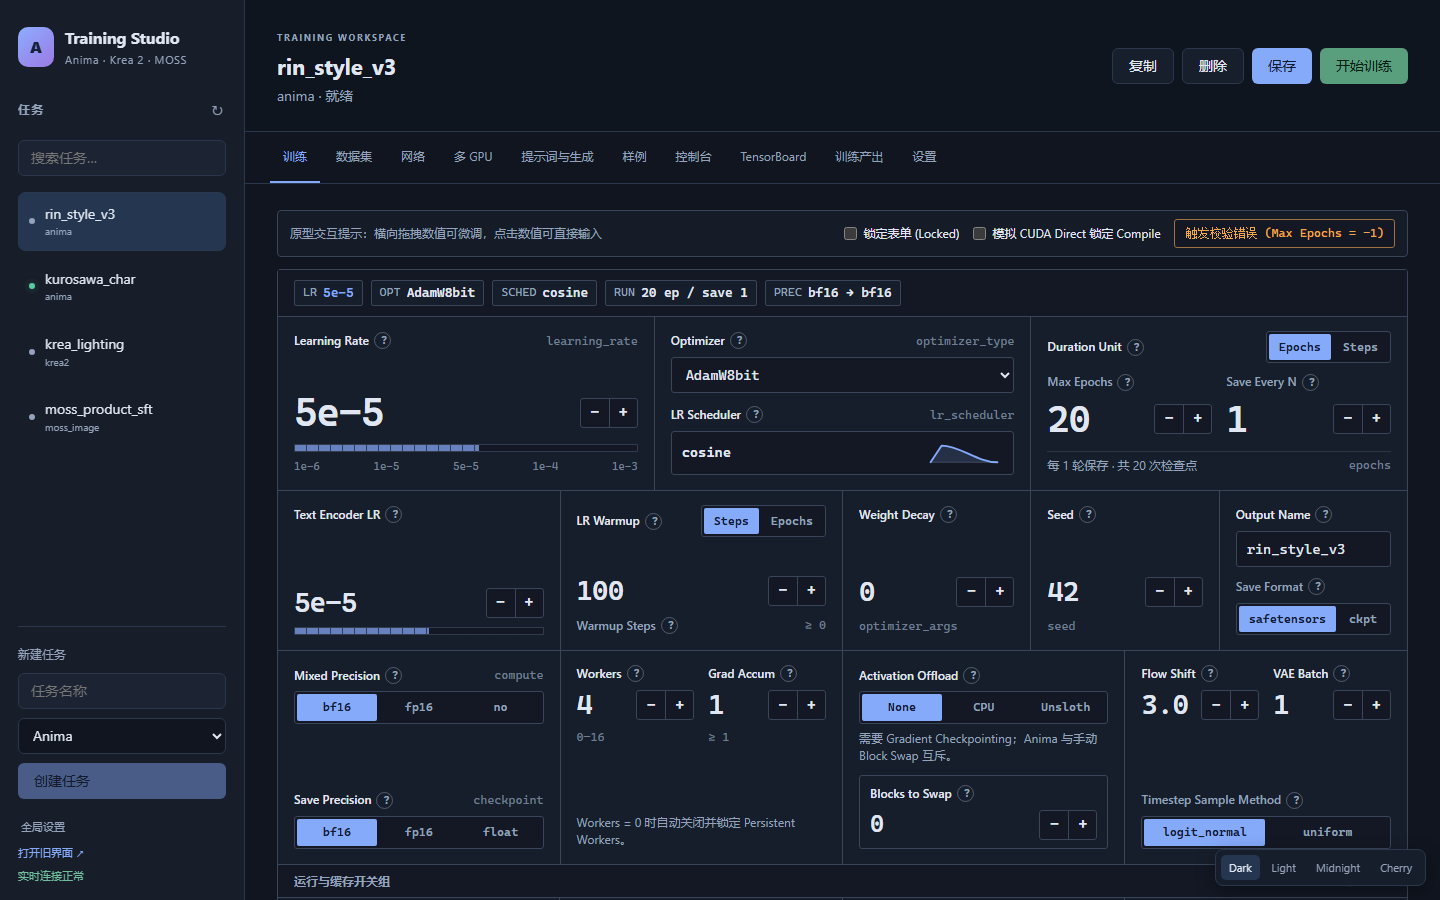 A
Training Studio
Anima · Krea 2 · MOSS
任务
搜索任务...
rin_style_v3
anima
kurosawa_char
anima
krea_lighting
krea2
moss_product_sft
moss_image
新建任务
任务名称
Anima
创建任务
全局设置
打开旧界面 ↗
实时连接正常
TRAINING WORKSPACE
rin_style_v3
anima · 就绪
复制 删除 保存 开始训练
训练 数据集 网络 多 GPU 提示词与生成 样例 控制台 TensorBoard 训练产出 设置
原型交互提示：横向拖拽数值可微调，点击数值可直接输入
锁定表单 (Locked) 模拟 CUDA Direct 锁定 Compile 触发校验错误 (Max Epochs = -1)
LR 5e-5 OPT AdamW8bit SCHED cosine RUN 20 ep / save 1 PREC bf16 → bf16
Learning Rate ? learning_rate
5e-5 − +
1e-6 1e-5 5e-5 1e-4 1e-3
Optimizer ? optimizer_type
AdamW8bit
LR Scheduler ? lr_scheduler
cosine
Duration Unit ? Epochs Steps
Max Epochs ? Save Every N ?
20 − + 1 − +
每 1 轮保存 · 共 20 次检查点 epochs
Text Encoder LR ?
5e-5 − +
LR Warmup ? Steps Epochs
100 − +
Warmup Steps ? ≥ 0
Weight Decay ?
0 − +
optimizer_args
Seed ?
42 − +
seed
Output Name ?
rin_style_v3
Save Format ?
safetensors ckpt
Mixed Precision ? compute
bf16 fp16 no
Save Precision ? checkpoint
bf16 fp16 float
Workers ? Grad Accum ?
4 − + 1 − +
0-16 ≥ 1
Workers = 0 时自动关闭并锁定 Persistent
Workers。
Activation Offload ?
None CPU Unsloth
需要 Gradient Checkpointing；Anima 与手动
Block Swap 互斥。
Blocks to Swap ?
0 − +
Flow Shift ? VAE Batch ?
3.0 − + 1 − +
Timestep Sample Method ?
logit_normal uniform
运行与缓存开关组
Dark Light Midnight Cherry